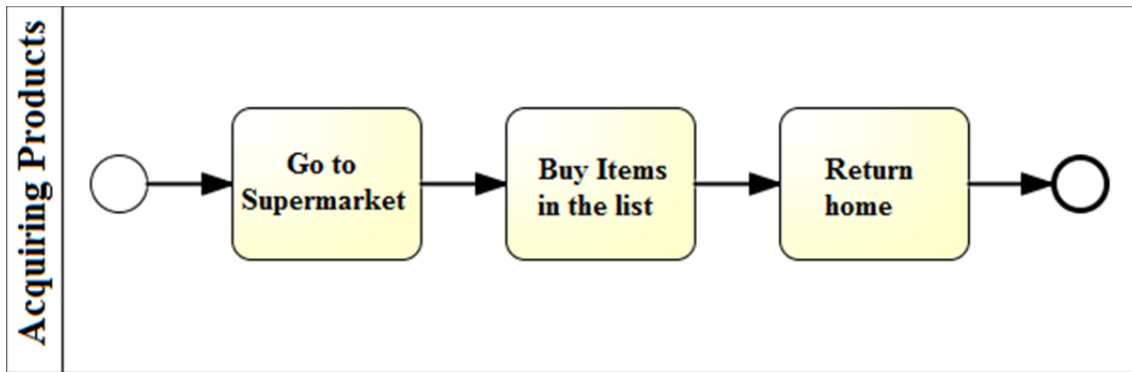 Acquiring Products
Go to
Supermarket
Buy Items
in the list
Return
home